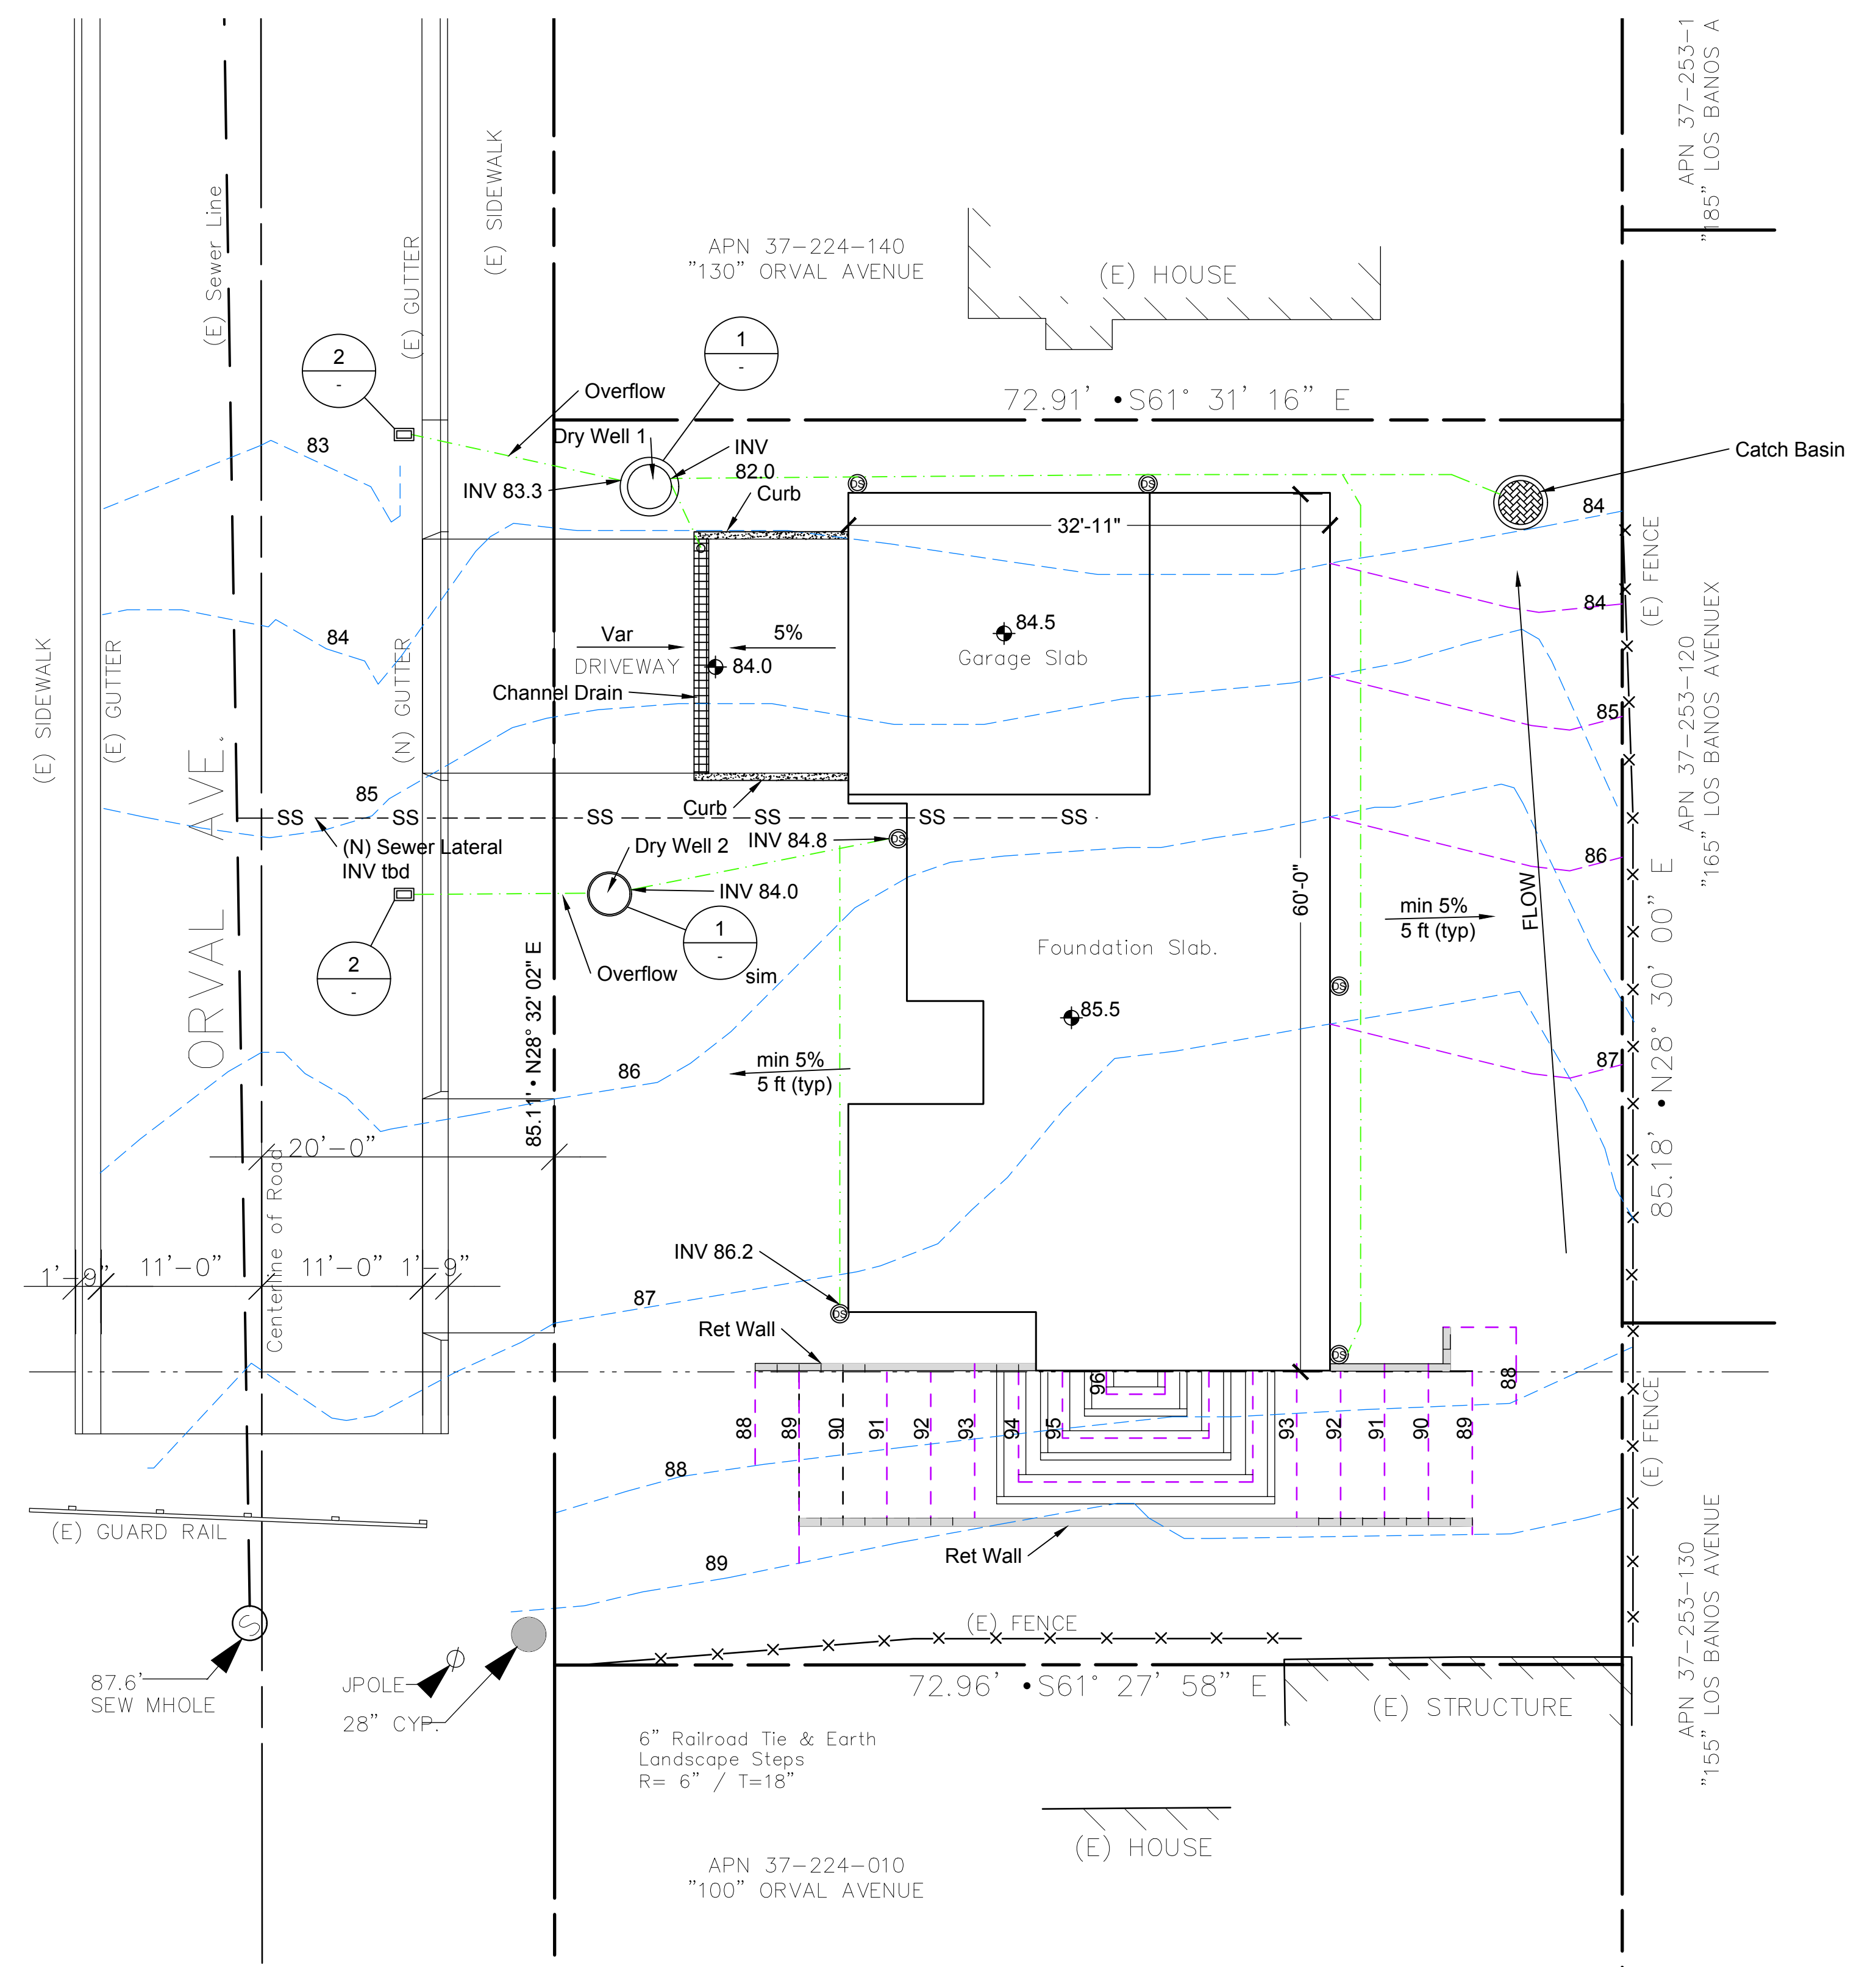 APN 37-253-1
"185" LOS BANOS A
(E) SIDEWALK
(E) Sewer Line
(E) GUTTER
APN 37-224-140
"130" ORVAL AVENUE
(E) HOUSE
1
-
2
-
Overflow
72.91' •S61° 31' 16" E
Dry Well 1
INV
82.0
INV 83.3
Curb
Catch Basin
83
DS
DS
32'-11"
84
(E) FENCE
84
84
Var
5%
84.5
DRIVEWAY
84.0
Garage Slab
Channel Drain
(E) SIDEWALK
(E) GUTTER
(N) GUTTER
85
APN 37-253-120
"165" LOS BANOS AVENUEX
ORVAL AVE.
85
Curb
SS
SS
SS
SS
SS
SS
(N) Sewer Lateral
INV tbd
Dry Well 2
INV 84.8
DS
86
INV 84.0
60'-0"
min 5%
5 ft (typ)
FLOW
1
-
sim
2
-
Overflow
Foundation Slab.
85.11' • N28° 32' 02" E
DS
85.5
85.18' •N28° 30' 00" E
86
min 5%
5 ft (typ)
87
20'-0"
Centerline of Road
1'-9"
11'-0"
11'-0"
1'-9"
INV 86.2
87
DS
Ret Wall
DS
88
89
90
91
92
93
94
95
96
93
92
91
90
89
88
(E) FENCE
88
(E) GUARD RAIL
89
Ret Wall
S
(E) FENCE
87.6'
SEW MHOLE
JPOLE
28" CYP.
72.96' •S61° 27' 58" E
(E) STRUCTURE
APN 37-253-130
"155" LOS BANOS AVENUE
6" Railroad Tie & Earth
Landscape Steps
R= 6" / T=18"
(E) HOUSE
APN 37-224-010
"100" ORVAL AVENUE